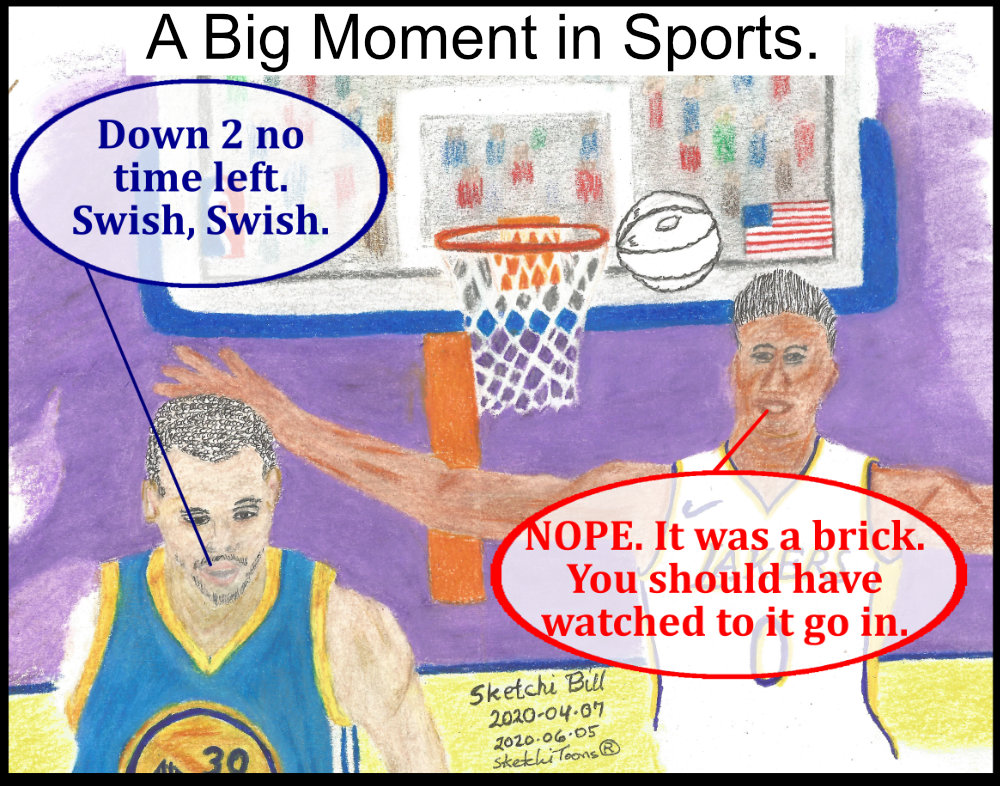 A Big Moment in Sports.
Down 2 no
time left.
Swish, Swish.
NOPE. It was a brick.
You should have
watched to it go in.
LAKERS
0
30
Sketchi Bill
2020-04-07
2020-06-05
SketchiToons®